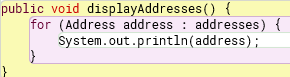 public void displayAddresses() {
for (Address address : addresses) {
System.out.println(address);
}
}